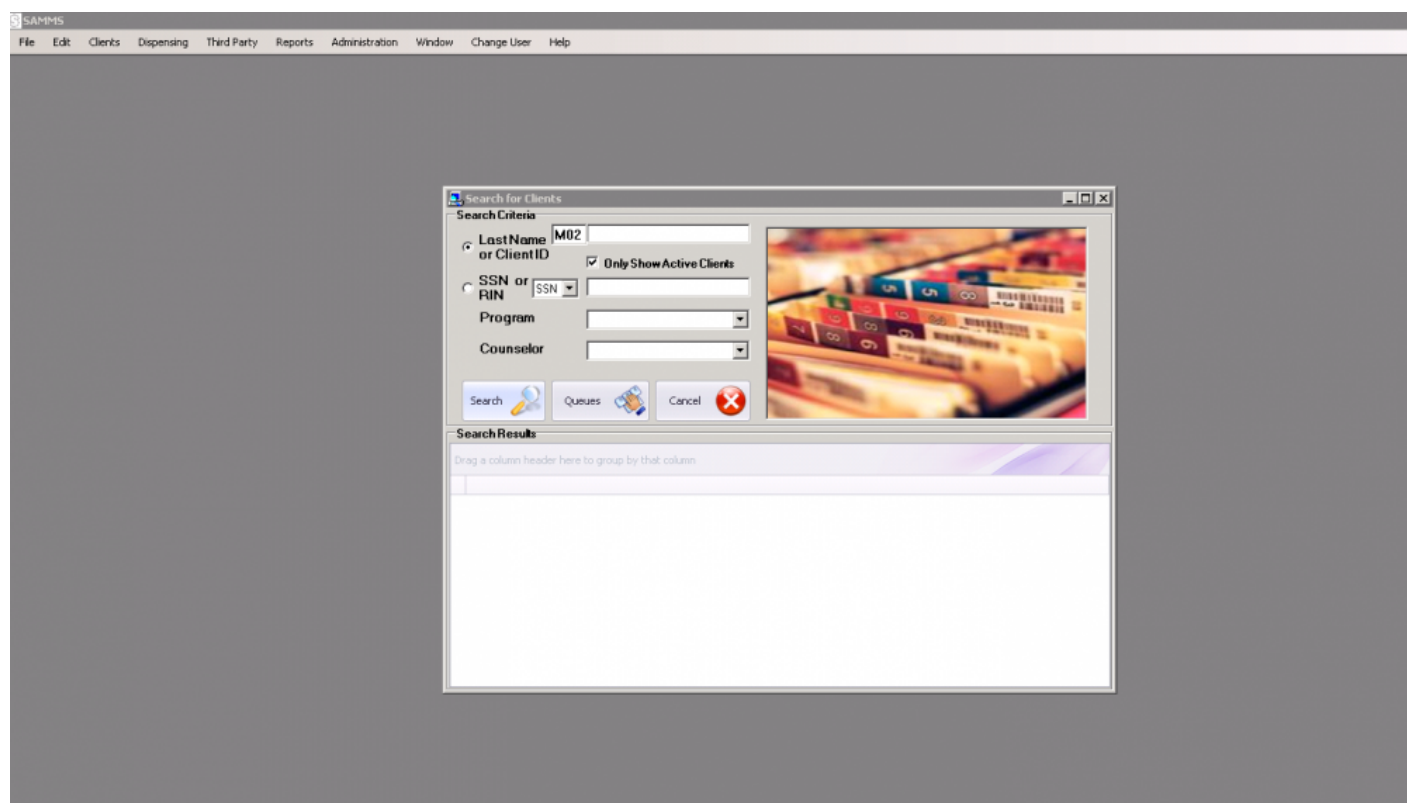 SAMMS
File Edit Clients Dispensing Third Party Reports Administration Window Change User Help
Search for Clients
Search Criteria
Last Name or Client ID
M02
Only Show Active Clients
SSN or RIN
SSN
Program
Counselor
Search Queues Cancel
Search Results
Drag a column header here to group by that column